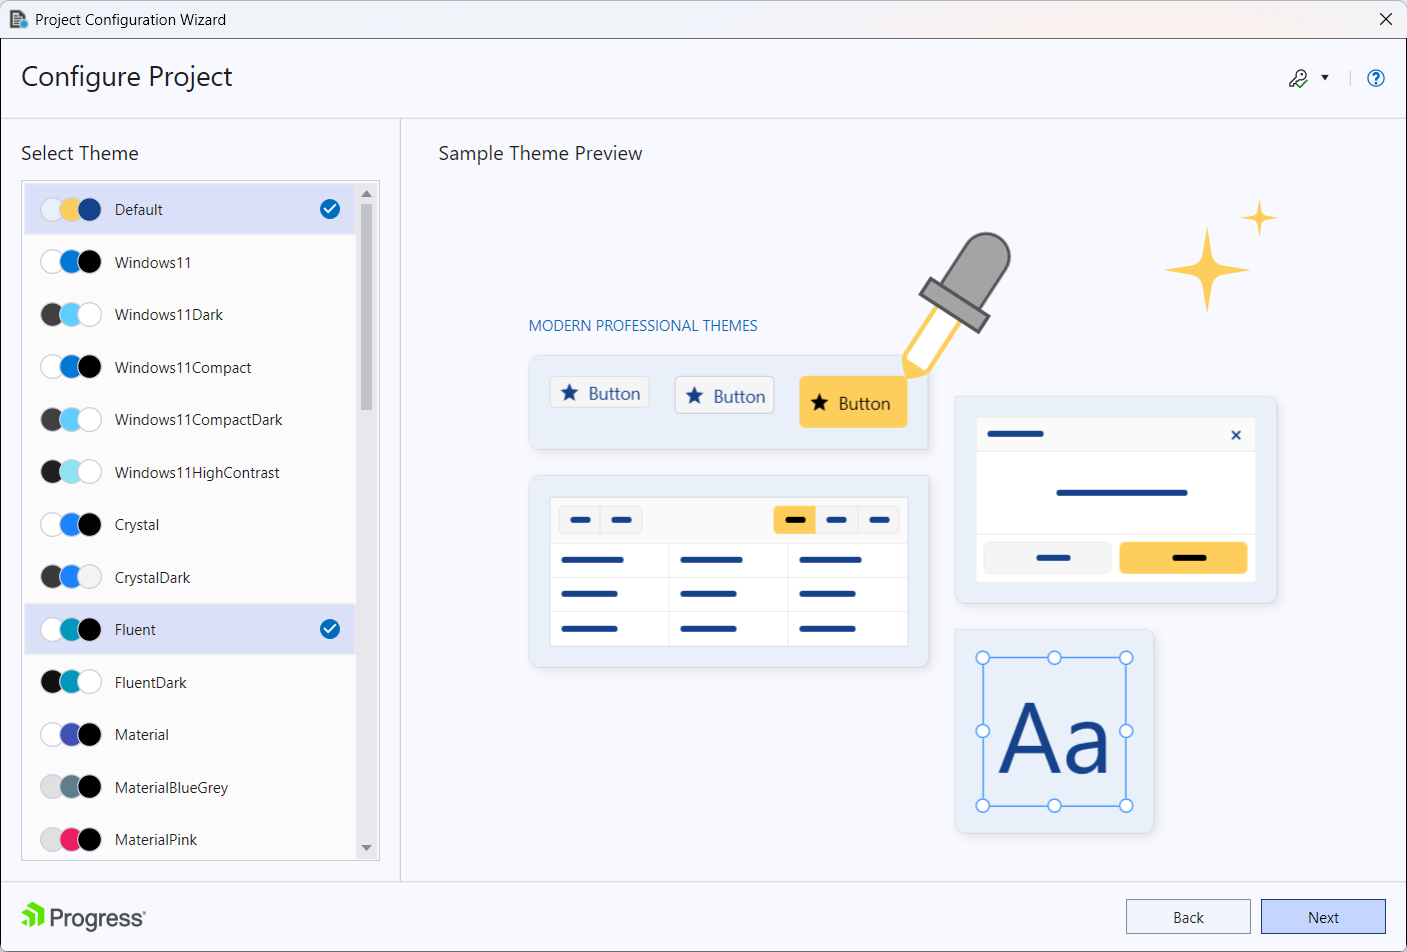 Project Configuration Wizard
Configure Project
Select Theme
Default
Windows11
Windows11Dark
Windows11Compact
Windows11CompactDark
Windows11HighContrast
Crystal
CrystalDark
Fluent
FluentDark
Material
MaterialBlueGrey
MaterialPink
Sample Theme Preview
MODERN PROFESSIONAL THEMES
Button
Button
Button
Aa
Progress
Back
Next